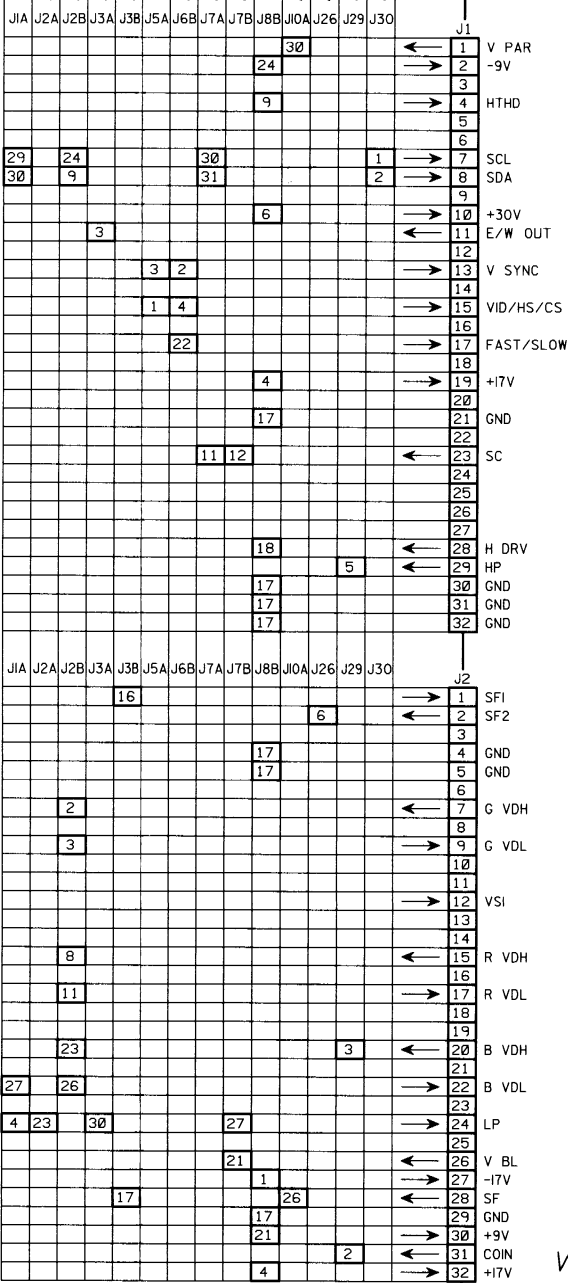 J1A J2A J2B J3A J3B J5A J6B J7A J7B J8B J10A J26 J29 J30
J1
30 ← 1 V PAR
24 → 2 -9V
3
9 → 4 HTHD
5
6
29 24 30 1 → 7 SCL
30 9 31 2 → 8 SDA
9
6 → 10 +30V
3 ← 11 E/W OUT
12
3 2 → 13 V SYNC
14
1 4 → 15 VID/HS/CS
16
22 → 17 FAST/SLOW
18
4 → 19 +17V
20
17 21 GND
22
11 12 ← 23 SC
24
25
26
27
18 ← 28 H DRV
5 ← 29 HP
17 30 GND
17 31 GND
17 32 GND
J1A J2A J2B J3A J3B J5A J6B J7A J7B J8B J10A J26 J29 J30
J2
16 → 1 SF1
6 ← 2 SF2
3
17 4 GND
17 5 GND
6
2 ← 7 G VDH
8
3 → 9 G VDL
10
11
→ 12 VSI
13
14
8 ← 15 R VDH
16
11 → 17 R VDL
18
19
23 3 ← 20 B VDH
21
27 26 → 22 B VDL
23
4 23 30 27 → 24 LP
25
21 ← 26 V BL
1 → 27 -17V
17 26 ← 28 SF
17 29 GND
21 → 30 +9V
2 ← 31 COIN
4 → 32 +17V
V